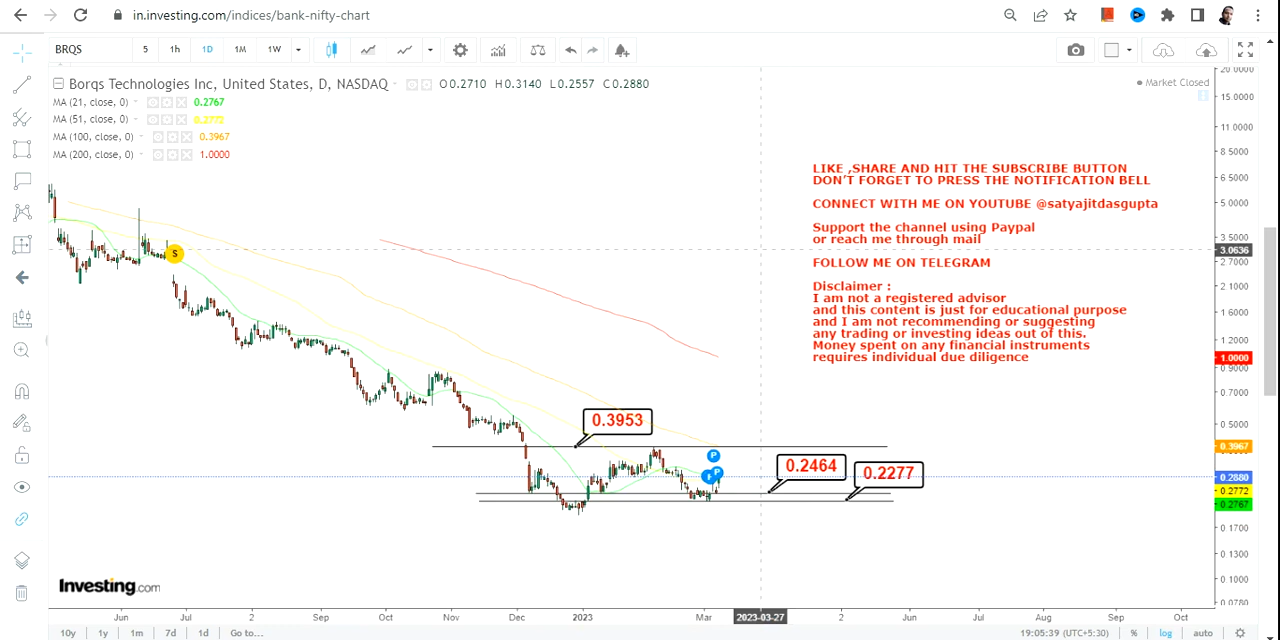 in.investing.com/indices/bank-nifty-chart
BRQS 5 1h 1D 1M 1W
Borqs Technologies Inc, United States, D, NASDAQ O0.2710 H0.3140 L0.2557 C0.2880
Market Closed
MA (21, close, 0) 0.2767
MA (51, close, 0) 0.2772
MA (100, close, 0) 0.3967
MA (200, close, 0) 1.0000
LIKE ,SHARE AND HIT THE SUBSCRIBE BUTTON
DON'T FORGET TO PRESS THE NOTIFICATION BELL
CONNECT WITH ME ON YOUTUBE @satyajitdasgupta
Support the channel using Paypal
or reach me through mail
FOLLOW ME ON TELEGRAM
Disclaimer :
I am not a registered advisor
and this content is just for educational purpose
and I am not recommending or suggesting
any trading or investing ideas out of this.
Money spent on any financial instruments
requires individual due diligence
S
0.3953
P
P
0.2464
0.2277
20.0000
15.0000
11.0000
8.5000
6.5000
5.0000
3.5000
3.0636
2.7000
2.1000
1.6000
1.2000
1.0000
0.9000
0.7000
0.5000
0.3967
0.2880
0.2772
0.2767
0.1700
0.1300
0.1000
0.0780
Investing.com
Jun Jul 2 Sep Oct Nov Dec 2023 Mar 2023-03-27 2 Jun Jul Aug Sep Oct
10y 1y 1m 7d 1d Go to... 19:05:39 (UTC+5:30) % log auto